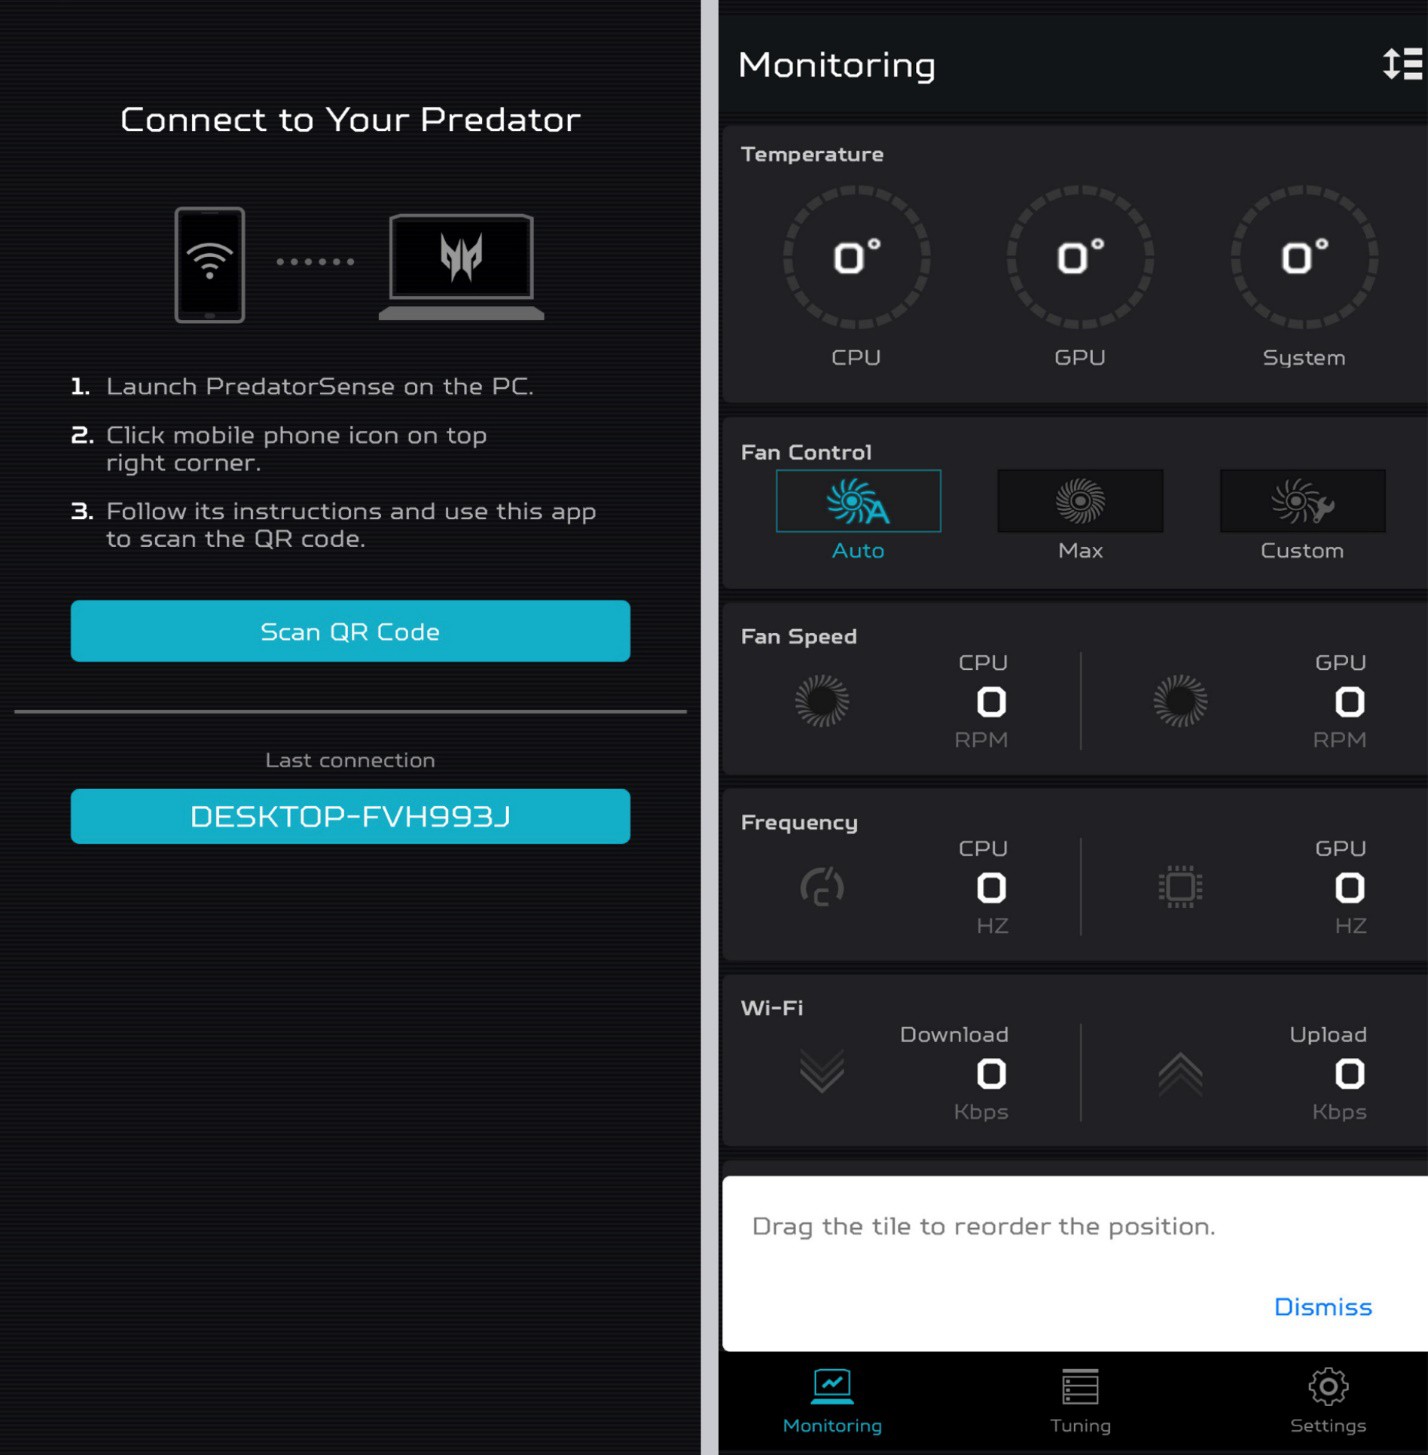 Connect to Your Predator
1. Launch PredatorSense on the PC.
2. Click mobile phone icon on top
right corner.
3. Follow its instructions and use this app
to scan the QR code.
Scan QR Code
Last connection
DESKTOP-FVH993J
Monitoring
Temperature
0° 0° 0°
CPU GPU System
Fan Control
A
Auto Max Custom
Fan Speed
CPU GPU
0 0
RPM RPM
Frequency
CPU GPU
0 0
HZ HZ
Wi-Fi
Download Upload
0 0
Kbps Kbps
Drag the tile to reorder the position.
Dismiss
Monitoring Tuning Settings